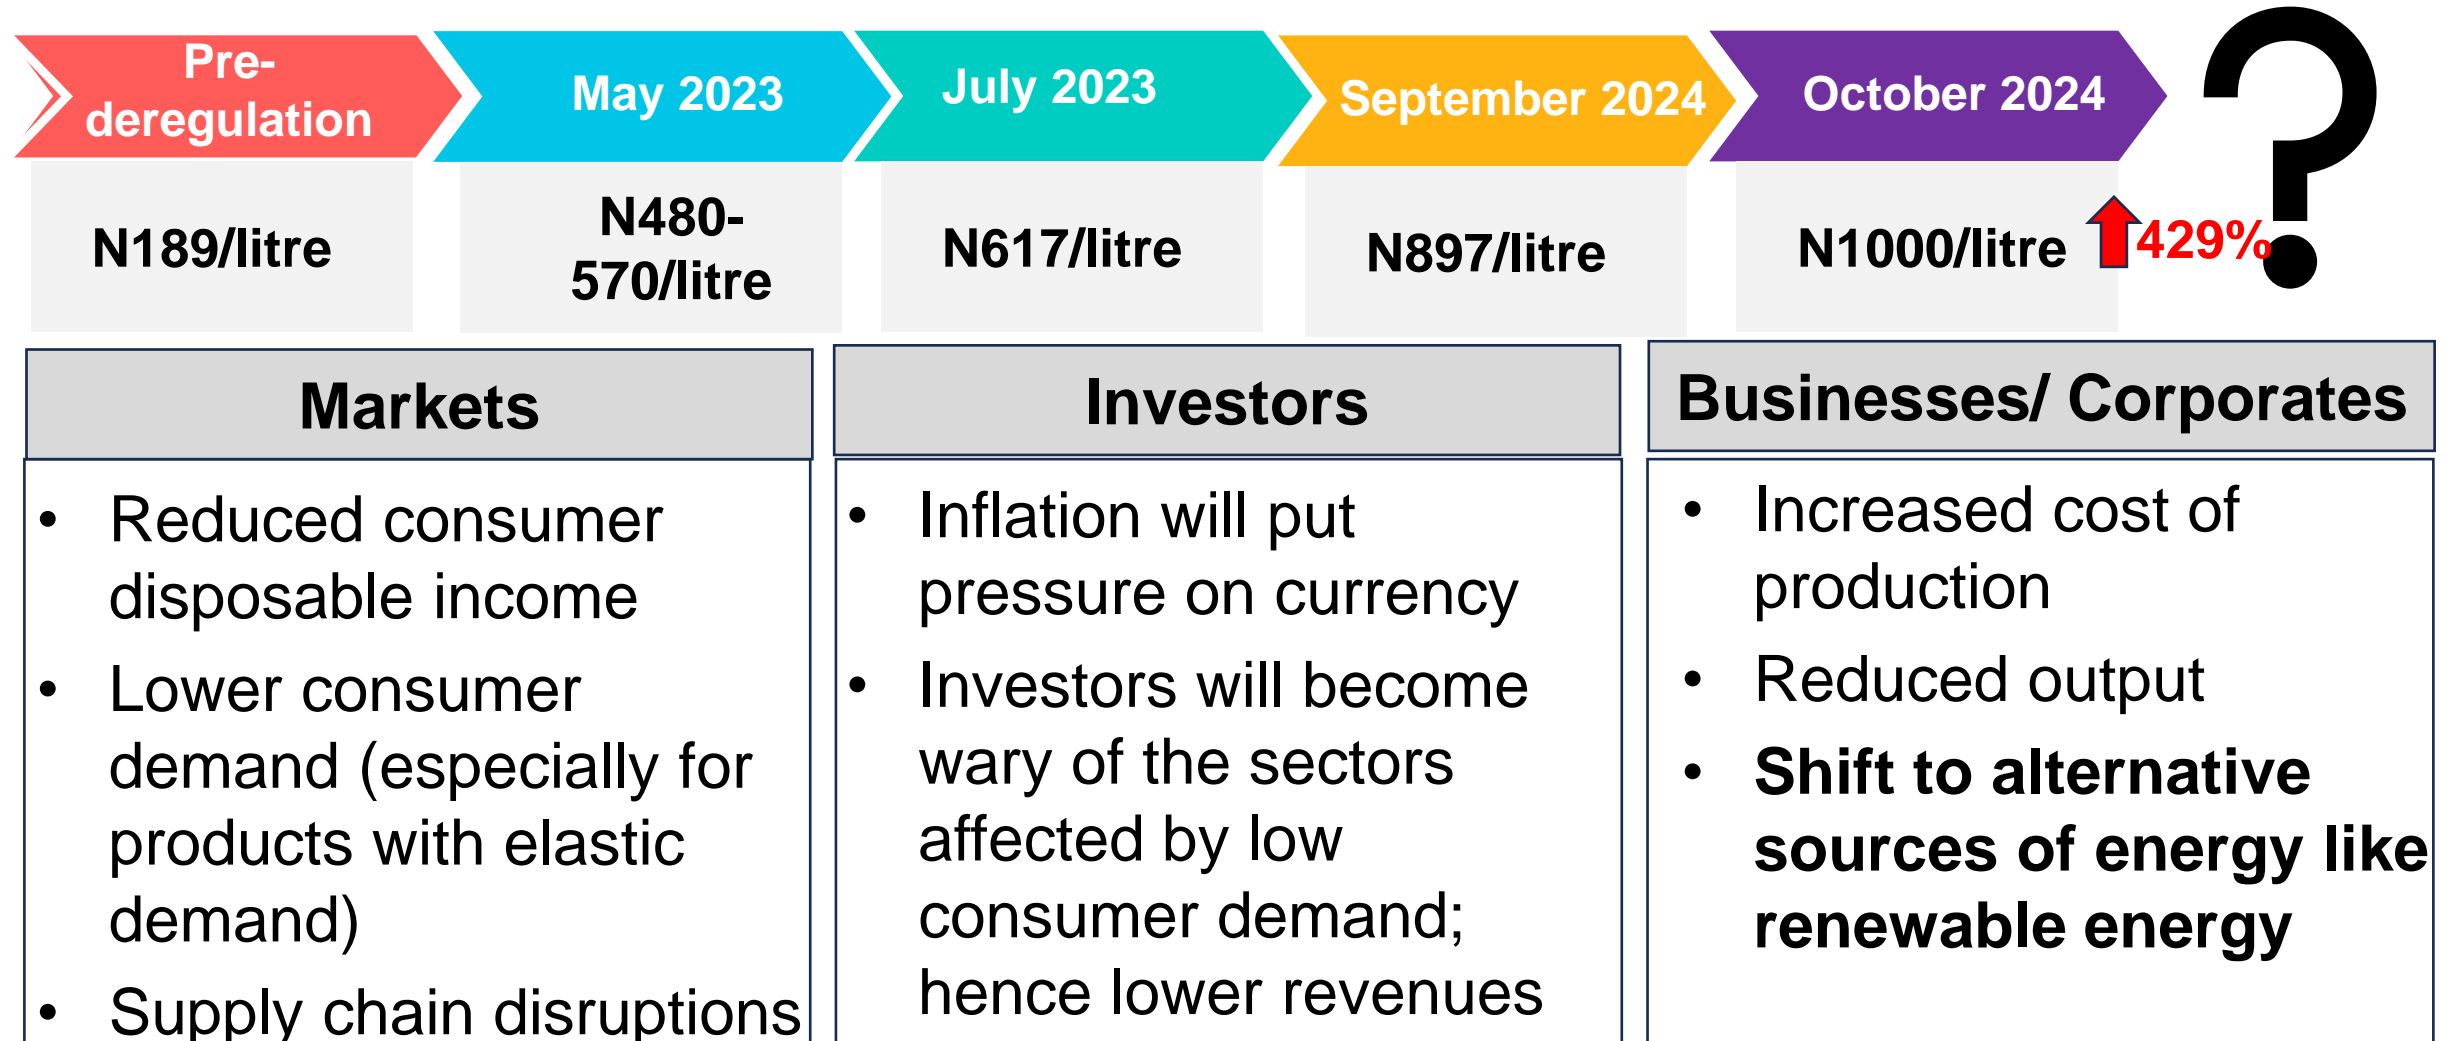 Pre-
deregulation
May 2023
July 2023
September 2024
October 2024
?
N189/litre
N480-
570/litre
N617/litre
N897/litre
N1000/litre
429%
Markets
• Reduced consumer
disposable income
• Lower consumer
demand (especially for
products with elastic
demand)
• Supply chain disruptions
Investors
• Inflation will put
pressure on currency
• Investors will become
wary of the sectors
affected by low
consumer demand;
hence lower revenues
Businesses/ Corporates
• Increased cost of
production
• Reduced output
• Shift to alternative
sources of energy like
renewable energy